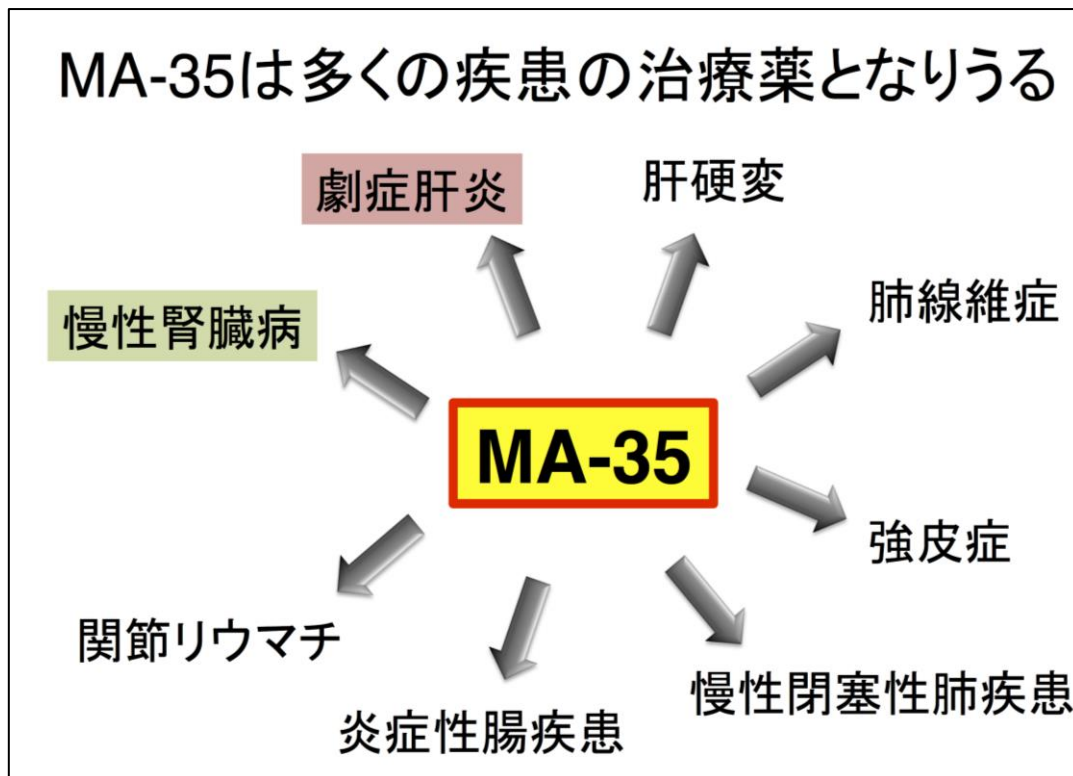 MA-35は多くの疾患の治療薬となりうる
劇症肝炎
肝硬変
慢性腎臓病
肺線維症
MA-35
強皮症
関節リウマチ
慢性閉塞性肺疾患
炎症性腸疾患